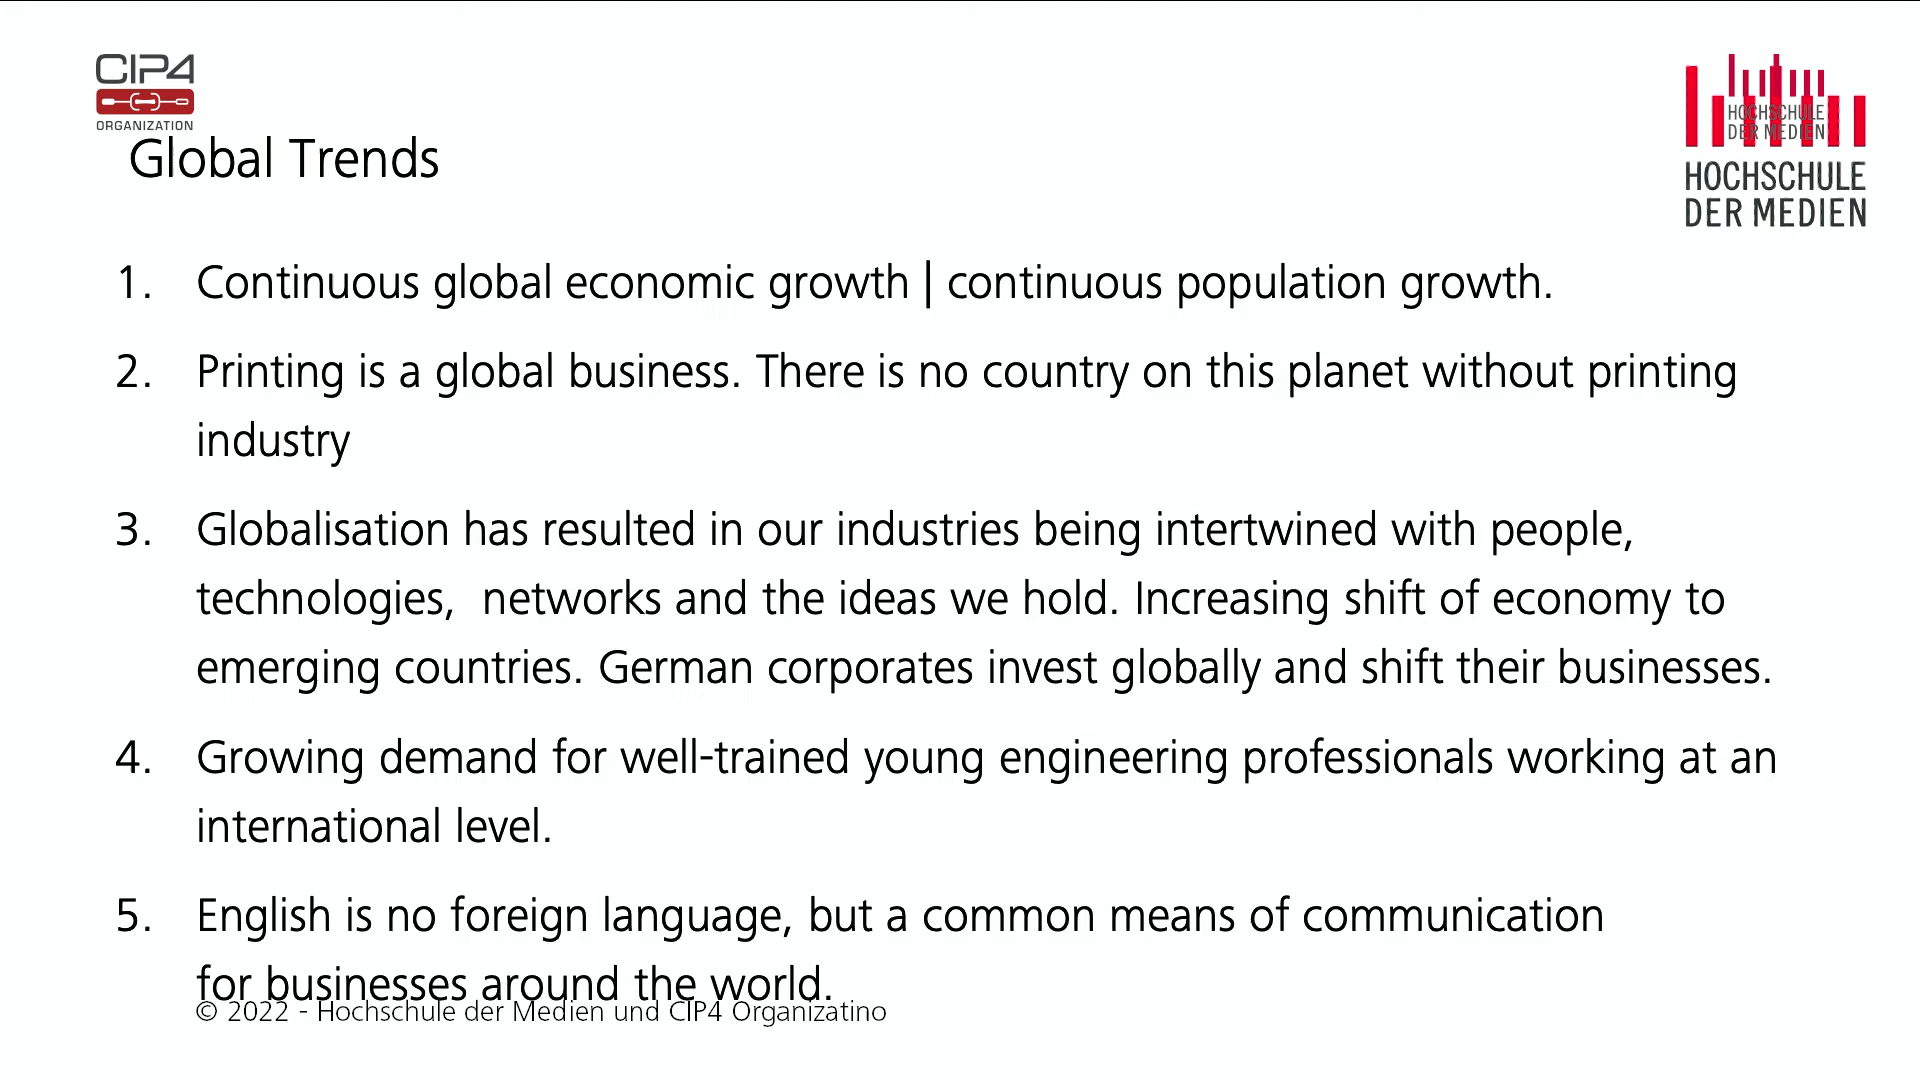 CIP4
ORGANIZATION
HOCHSCHULE
DER MEDIEN
HOCHSCHULE
DER MEDIEN
Global Trends
1. Continuous global economic growth | continuous population growth.
2. Printing is a global business. There is no country on this planet without printing
industry
3. Globalisation has resulted in our industries being intertwined with people,
technologies,  networks and the ideas we hold. Increasing shift of economy to
emerging countries. German corporates invest globally and shift their businesses.
4. Growing demand for well-trained young engineering professionals working at an
international level.
5. English is no foreign language, but a common means of communication
for businesses around the world.
© 2022 - Hochschule der Medien und CIP4 Organizatino